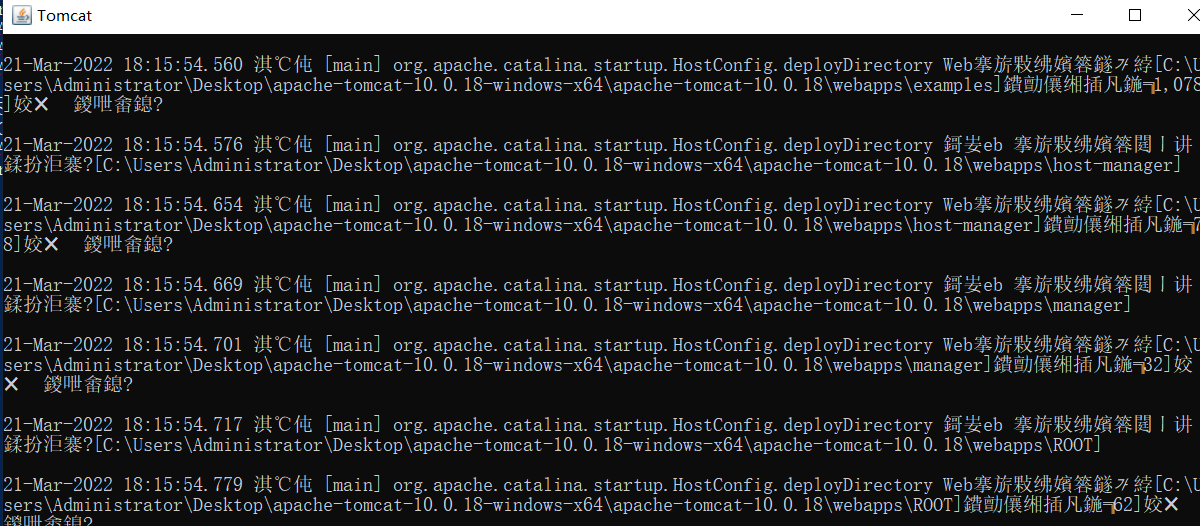 Tomcat
21-Mar-2022 18:15:54.560 淇℃伅 [main] org.apache.catalina.startup.HostConfig.deployDirectory Web搴旂敤绋嬪簭鐩綍[C:\U
sers\Administrator\Desktop\apache-tomcat-10.0.18-windows-x64\apache-tomcat-10.0.18\webapps\examples]鐨勯儴缃插凡鍦╗1,078
]姣 鍐呭畬鎴?
21-Mar-2022 18:15:54.576 淇℃伅 [main] org.apache.catalina.startup.HostConfig.deployDirectory 鎶妛eb 搴旂敤绋嬪簭閮ㄧ讲
鍒扮洰褰?[C:\Users\Administrator\Desktop\apache-tomcat-10.0.18-windows-x64\apache-tomcat-10.0.18\webapps\host-manager]
21-Mar-2022 18:15:54.654 淇℃伅 [main] org.apache.catalina.startup.HostConfig.deployDirectory Web搴旂敤绋嬪簭鐩綍[C:\U
sers\Administrator\Desktop\apache-tomcat-10.0.18-windows-x64\apache-tomcat-10.0.18\webapps\host-manager]鐨勯儴缃插凡鍦╗7
8]姣 鍐呭畬鎴?
21-Mar-2022 18:15:54.669 淇℃伅 [main] org.apache.catalina.startup.HostConfig.deployDirectory 鎶妛eb 搴旂敤绋嬪簭閮ㄧ讲
鍒扮洰褰?[C:\Users\Administrator\Desktop\apache-tomcat-10.0.18-windows-x64\apache-tomcat-10.0.18\webapps\manager]
21-Mar-2022 18:15:54.701 淇℃伅 [main] org.apache.catalina.startup.HostConfig.deployDirectory Web搴旂敤绋嬪簭鐩綍[C:\U
sers\Administrator\Desktop\apache-tomcat-10.0.18-windows-x64\apache-tomcat-10.0.18\webapps\manager]鐨勯儴缃插凡鍦╗32]姣
鍐呭畬鎴?
21-Mar-2022 18:15:54.717 淇℃伅 [main] org.apache.catalina.startup.HostConfig.deployDirectory 鎶妛eb 搴旂敤绋嬪簭閮ㄧ讲
鍒扮洰褰?[C:\Users\Administrator\Desktop\apache-tomcat-10.0.18-windows-x64\apache-tomcat-10.0.18\webapps\ROOT]
21-Mar-2022 18:15:54.779 淇℃伅 [main] org.apache.catalina.startup.HostConfig.deployDirectory Web搴旂敤绋嬪簭鐩綍[C:\U
sers\Administrator\Desktop\apache-tomcat-10.0.18-windows-x64\apache-tomcat-10.0.18\webapps\ROOT]鐨勯儴缃插凡鍦╗62]姣